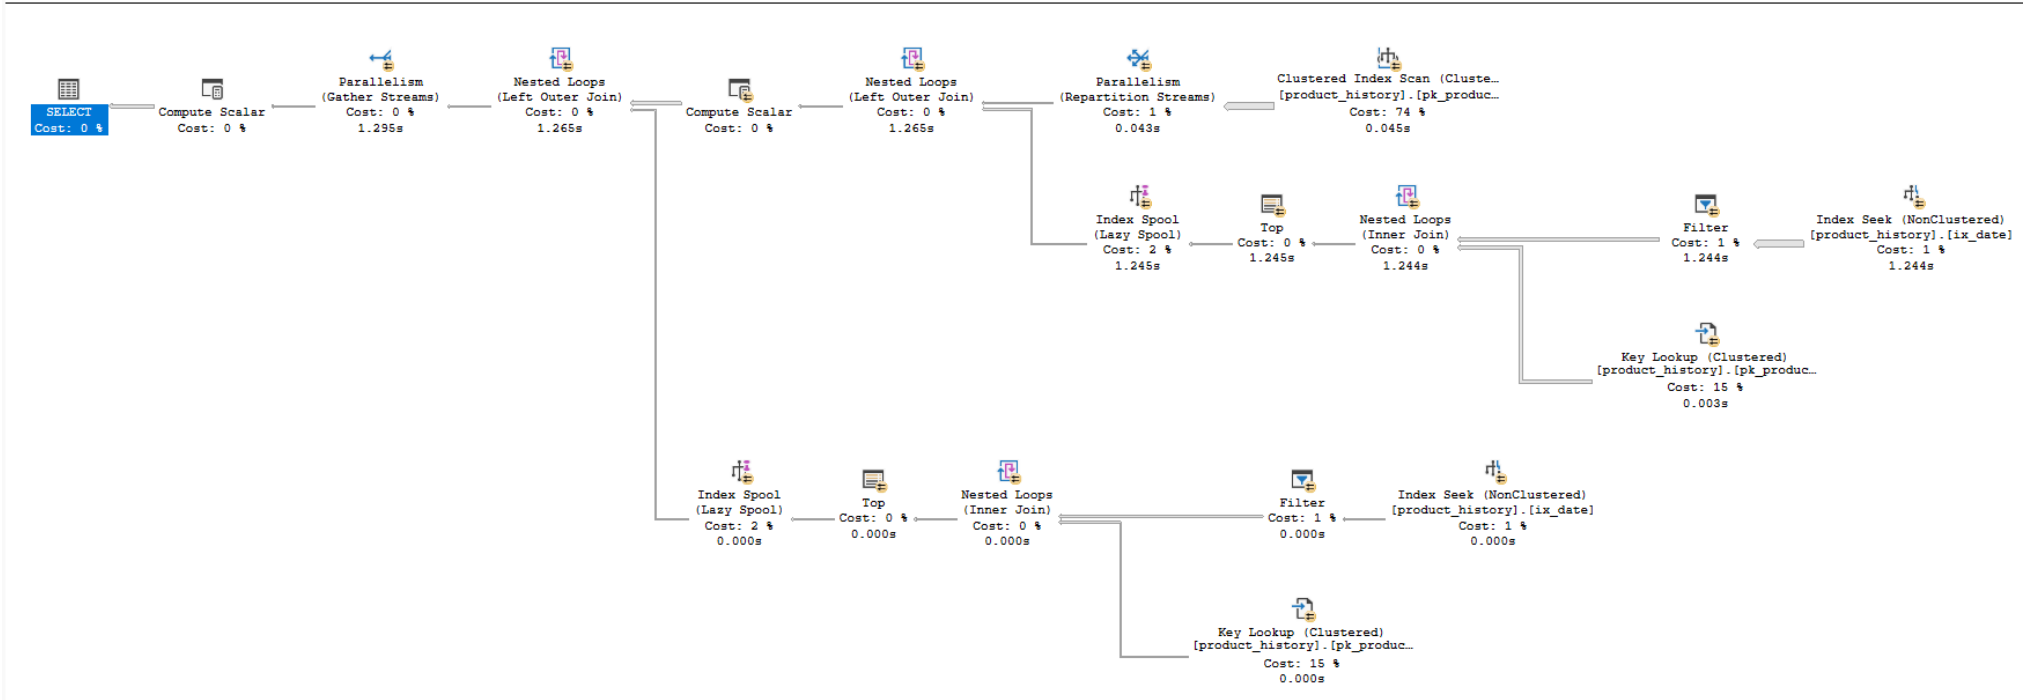 SELECT
Cost: 0 %
Compute Scalar
Cost: 0 %
Parallelism
(Gather Streams)
Cost: 0 %
1.295s
Nested Loops
(Left Outer Join)
Cost: 0 %
1.265s
Compute Scalar
Cost: 0 %
Nested Loops
(Left Outer Join)
Cost: 0 %
1.265s
Parallelism
(Repartition Streams)
Cost: 1 %
0.043s
Clustered Index Scan (Cluste…
[product_history].[pk_produc…
Cost: 74 %
0.045s
Index Spool
(Lazy Spool)
Cost: 2 %
1.245s
Top
Cost: 0 %
1.245s
Nested Loops
(Inner Join)
Cost: 0 %
1.244s
Filter
Cost: 1 %
1.244s
Index Seek (NonClustered)
[product_history].[ix_date]
Cost: 1 %
1.244s
Key Lookup (Clustered)
[product_history].[pk_produc…
Cost: 15 %
0.003s
Index Spool
(Lazy Spool)
Cost: 2 %
0.000s
Top
Cost: 0 %
0.000s
Nested Loops
(Inner Join)
Cost: 0 %
0.000s
Filter
Cost: 1 %
0.000s
Index Seek (NonClustered)
[product_history].[ix_date]
Cost: 1 %
0.000s
Key Lookup (Clustered)
[product_history].[pk_produc…
Cost: 15 %
0.000s